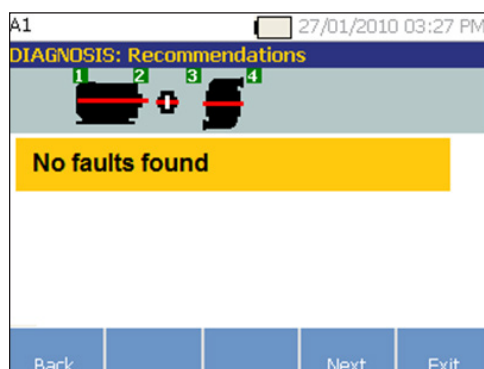 A1 27/01/2010 03:27 PM
DIAGNOSIS: Recommendations
1 2 3 4
No faults found
Back Next Exit